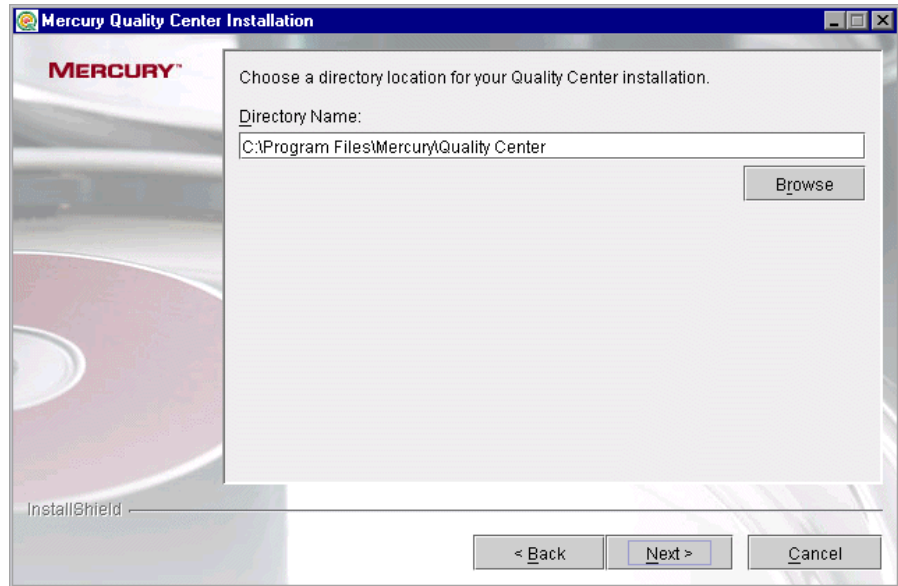 Mercury Quality Center Installation
MERCURY™
Choose a directory location for your Quality Center installation.
Directory Name:
C:\Program Files\Mercury\Quality Center
Browse
InstallShield
< Back
Next >
Cancel